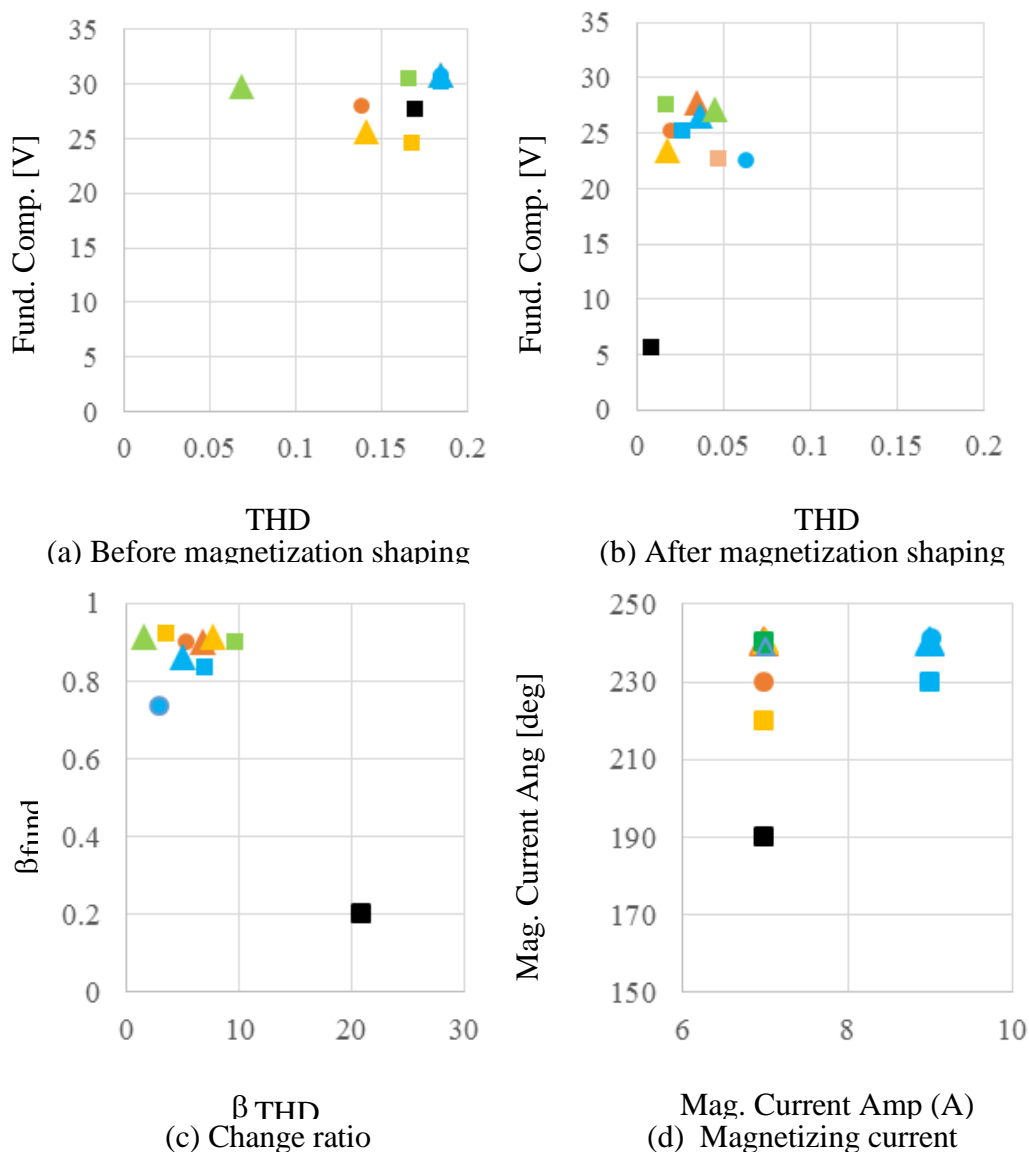 35
30
25
20
15
10
5
0
Fund. Comp. [V]
0 0.05 0.1 0.15 0.2
THD
(a) Before magnetization shaping
35
30
25
20
15
10
5
0
Fund. Comp. [V]
0 0.05 0.1 0.15 0.2
THD
(b) After magnetization shaping
1
0.8
0.6
0.4
0.2
0
βfund
0 10 20 30
β THD
(c) Change ratio
250
230
210
190
170
150
Mag. Current Ang [deg]
6 8 10
Mag. Current Amp (A)
(d) Magnetizing current